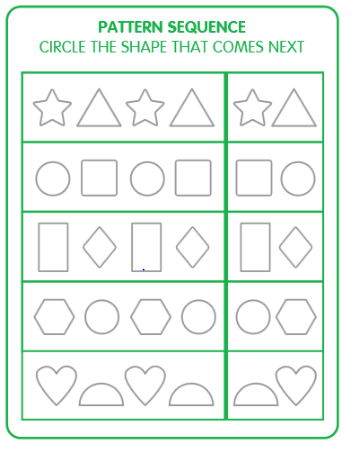 PATTERN SEQUENCE
CIRCLE THE SHAPE THAT COMES NEXT